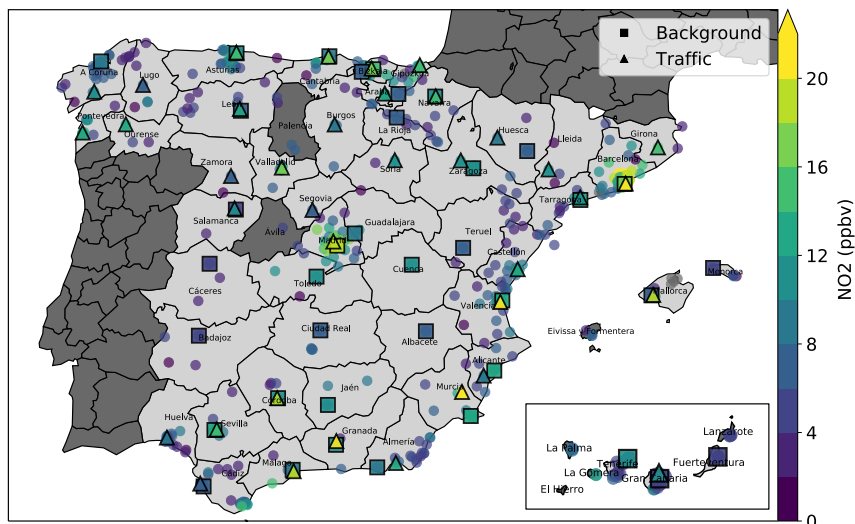 Background
Traffic
A Coruna
Lugo
Asturias
Cantabria
Bizkaia
Gipuzkoa
Araba
Navarra
Pontevedra
Ourense
León
Palencia
Burgos
La Rioja
Huesca
Lleida
Girona
Barcelona
Zamora
Valladolid
Soria
Zaragoza
Tarragona
Salamanca
Segovia
Ávila
Guadalajara
Madrid
Teruel
Castellón
Cáceres
Toledo
Cuenca
Valencia
Menorca
Mallorca
Eivissa y Formentera
Badajoz
Ciudad Real
Albacete
Alicante
Murcia
Huelva
Sevilla
Córdoba
Jaén
Granada
Almería
Cádiz
Málaga
La Palma
La Gomera
El Hierro
Tenerife
Gran Canaria
Fuerteventura
Lanzarote
20
16
12
8
4
0
NO2 (ppbv)